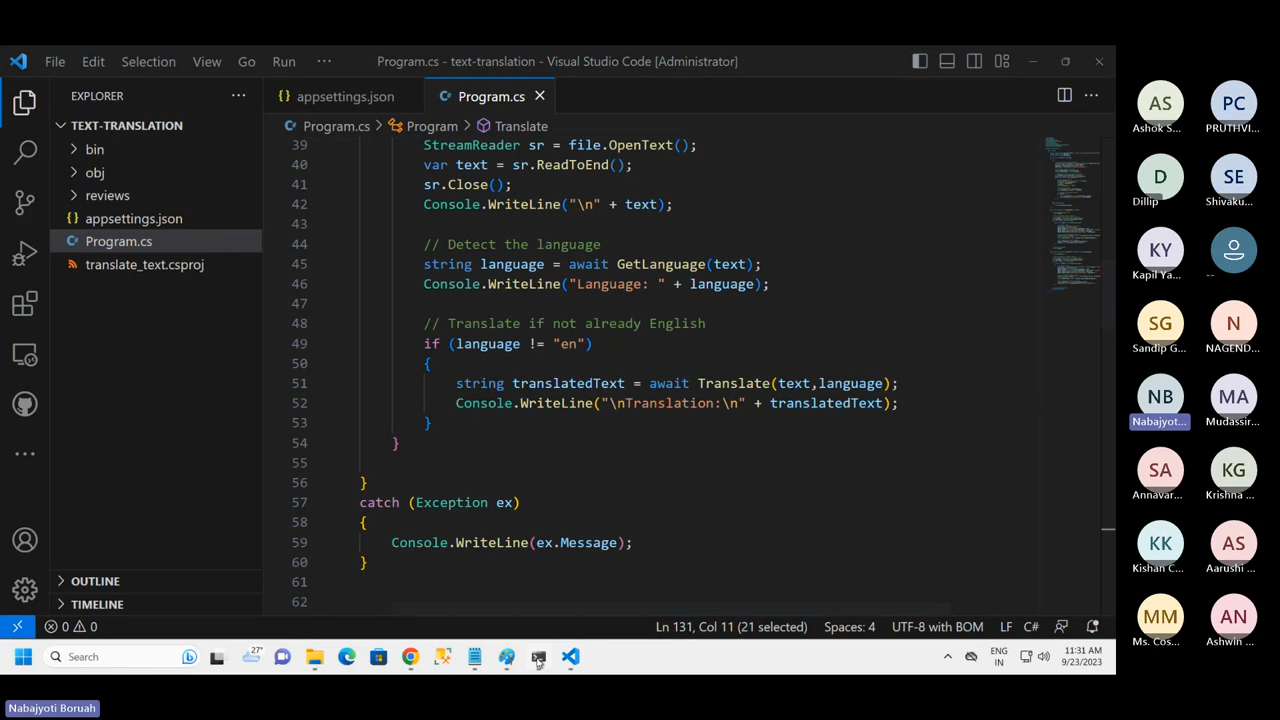 File Edit Selection View Go Run ··· Program.cs - text-translation - Visual Studio Code [Administrator]
EXPLORER ···
TEXT-TRANSLATION
bin
obj
reviews
{} appsettings.json
C# Program.cs
translate_text.csproj
OUTLINE
TIMELINE
{} appsettings.json C# Program.cs ×
C# Program.cs > Program > Translate
39 StreamReader sr = file.OpenText();
40 var text = sr.ReadToEnd();
41 sr.Close();
42 Console.WriteLine("\n" + text);
43
44 // Detect the language
45 string language = await GetLanguage(text);
46 Console.WriteLine("Language: " + language);
47
48 // Translate if not already English
49 if (language != "en")
50 {
51 string translatedText = await Translate(text,language);
52 Console.WriteLine("\nTranslation:\n" + translatedText);
53 }
54 }
55
56 }
57 catch (Exception ex)
58 {
59 Console.WriteLine(ex.Message);
60 }
61
62
0 0 Ln 131, Col 11 (21 selected) Spaces: 4 UTF-8 with BOM LF C#
Search 27° ENG IN 11:31 AM 9/23/2023
AS PC
Ashok S... PRUTHVI...
D SE
Dillip Shivaku...
KY
Kapil Ya... --
SG N
Sandip G... NAGEND...
NB MA
Nabajyot... Mudassir...
SA KG
Annavar... Krishna ...
KK AS
Kishan C... Aarushi ...
MM AN
Ms. Cos... Ashwin ...
Nabajyoti Boruah